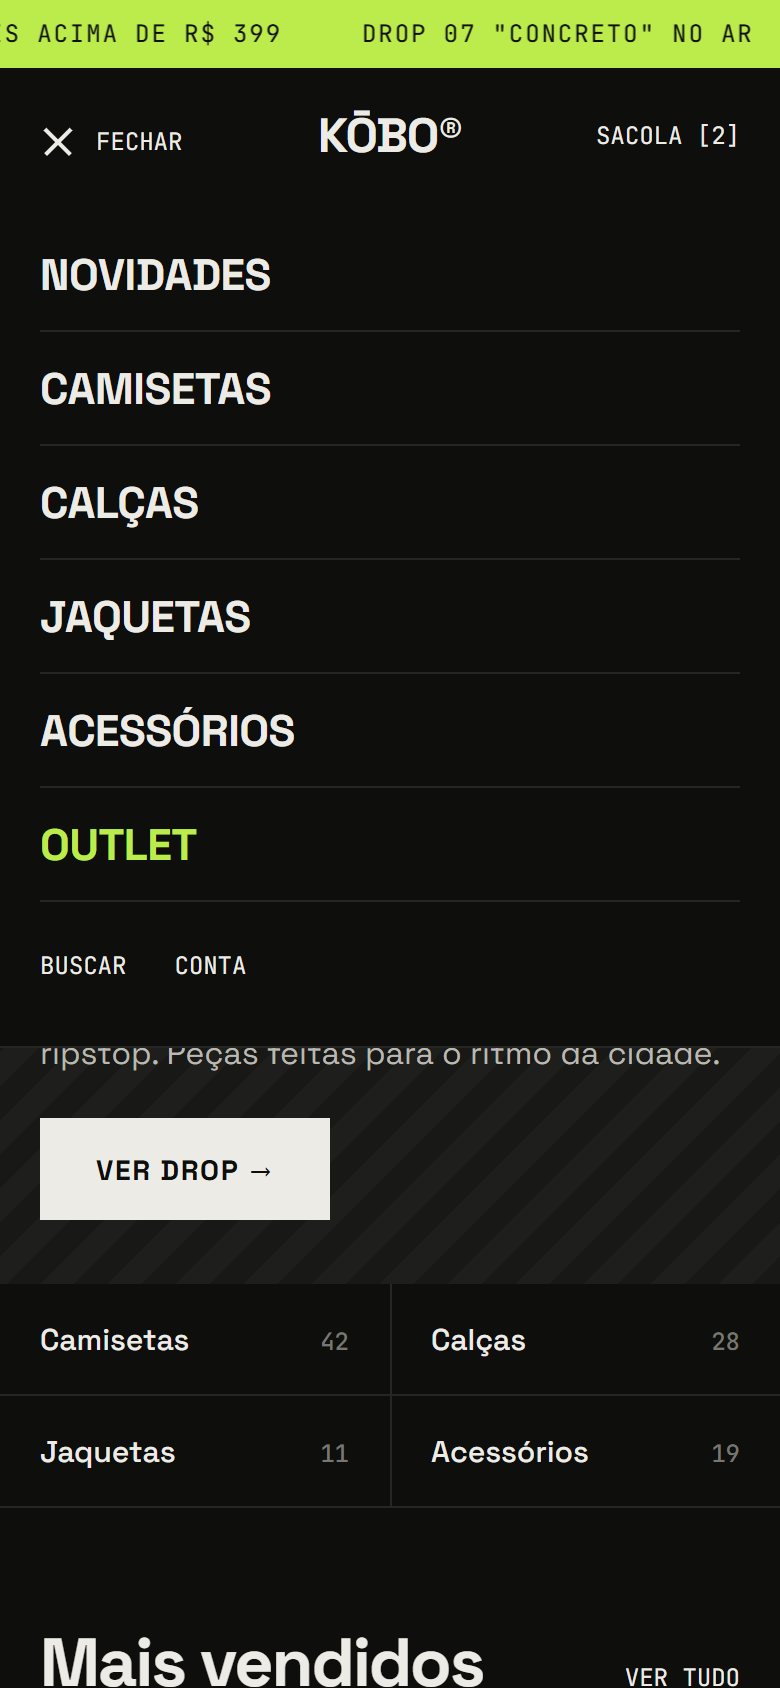 S ACIMA DE R$ 399 DROP 07 "CONCRETO" NO AR
FECHAR
KŌBO®
SACOLA [2]
NOVIDADES
CAMISETAS
CALÇAS
JAQUETAS
ACESSÓRIOS
OUTLET
BUSCAR CONTA
ripstop. Peças feitas para o ritmo da cidade.
VER DROP →
Camisetas 42
Calças 28
Jaquetas 11
Acessórios 19
Mais vendidos
VER TUDO